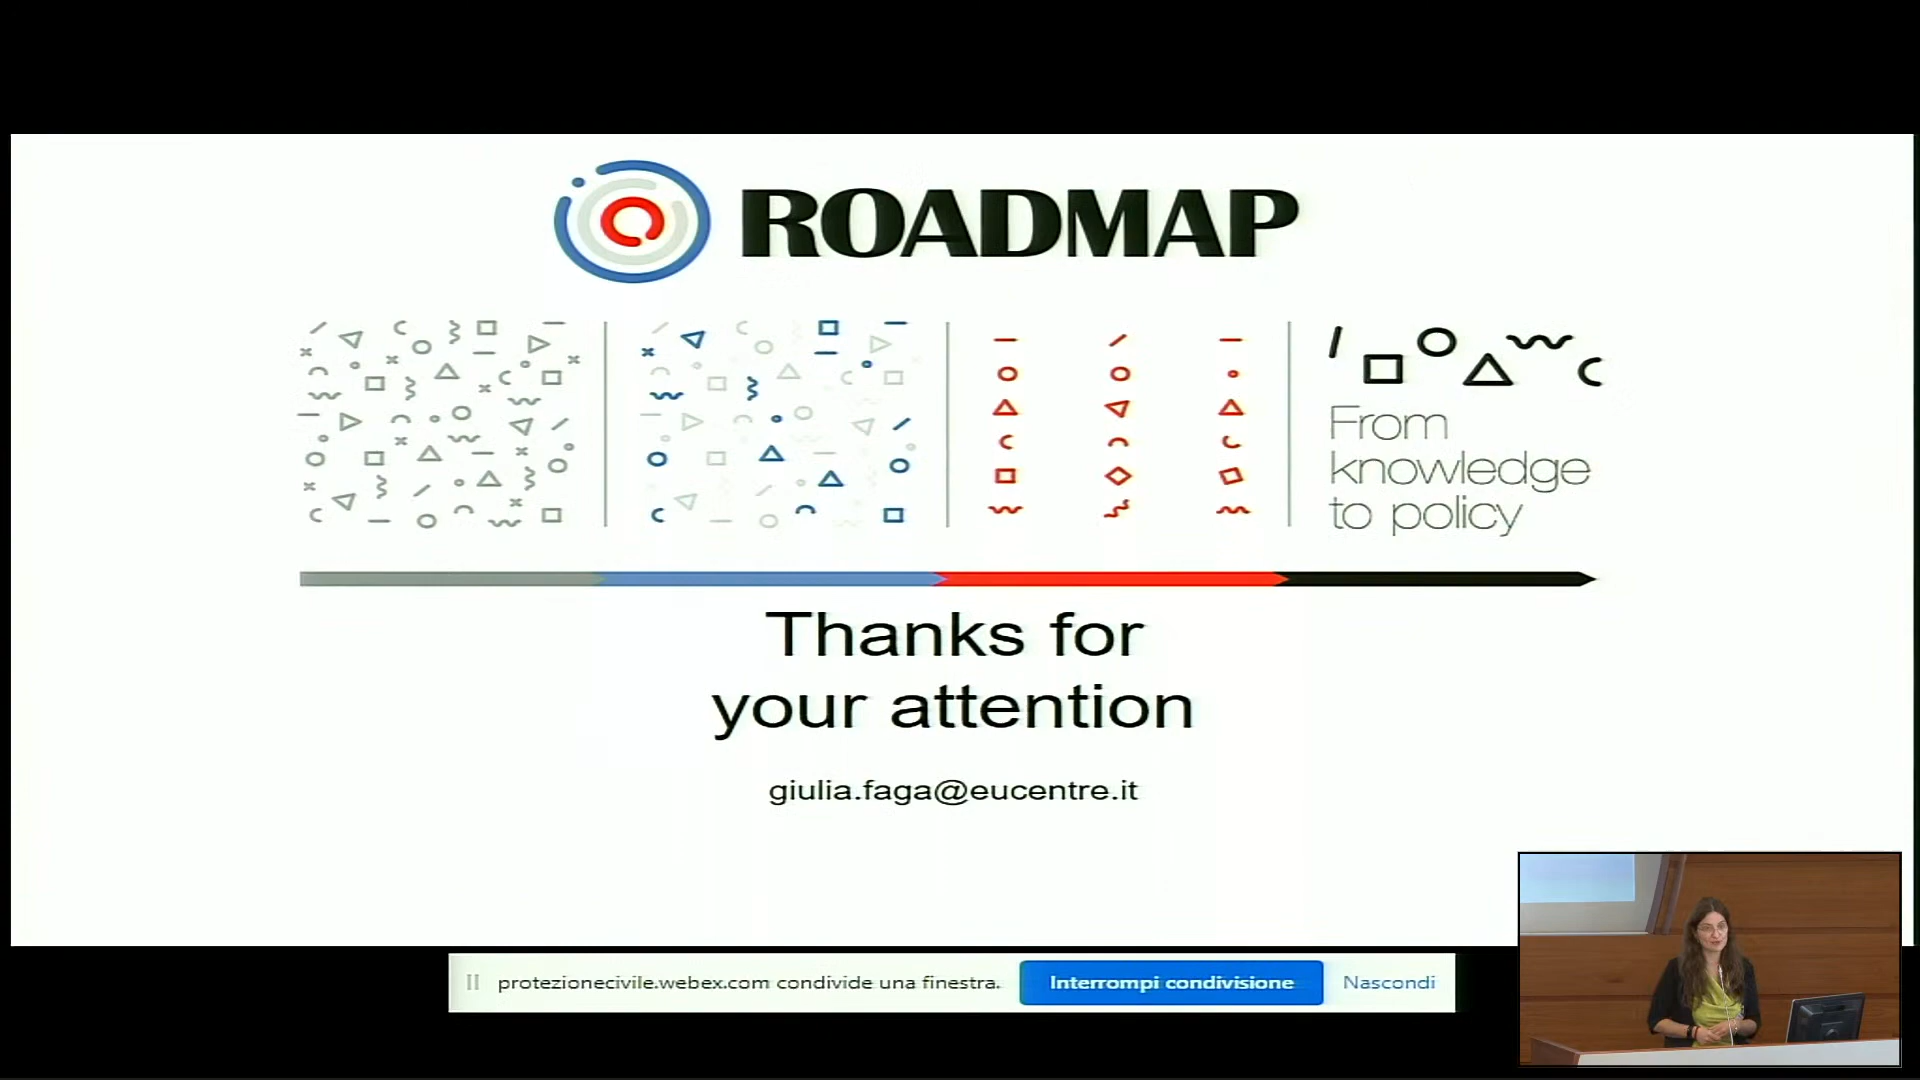 ROADMAP
From
knowledge
to policy
Thanks for
your attention
giulia.faga@eucentre.it
protezionecivile.webex.com condivide una finestra.
Interrompi condivisione
Nascondi